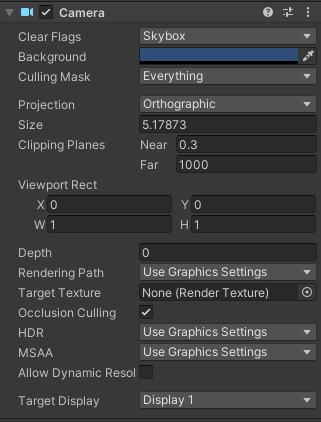 Camera
Clear Flags Skybox
Background
Culling Mask Everything
Projection Orthographic
Size 5.17873
Clipping Planes Near 0.3
Far 1000
Viewport Rect
X 0 Y 0
W 1 H 1
Depth 0
Rendering Path Use Graphics Settings
Target Texture None (Render Texture)
Occlusion Culling
HDR Use Graphics Settings
MSAA Use Graphics Settings
Allow Dynamic Resol
Target Display Display 1